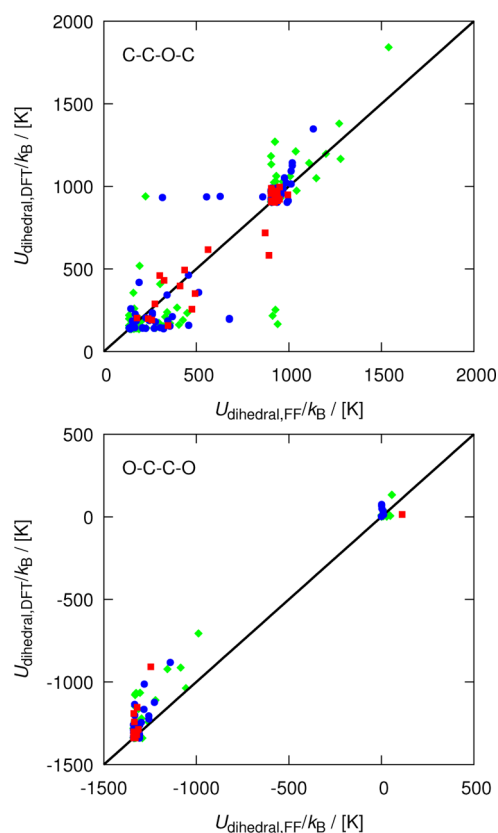 2000
C-C-O-C
1500
1000
500
0
0 500 1000 1500 2000
U_dihedral,DFT/k_B / [K]
U_dihedral,FF/k_B / [K]
500
O-C-C-O
0
-500
-1000
-1500
-1500 -1000 -500 0 500
U_dihedral,DFT/k_B / [K]
U_dihedral,FF/k_B / [K]